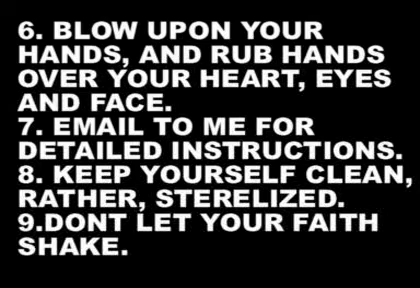 6. BLOW UPON YOUR
HANDS, AND RUB HANDS
OVER YOUR HEART, EYES
AND FACE.
7. EMAIL TO ME FOR
DETAILED INSTRUCTIONS.
8. KEEP YOURSELF CLEAN,
RATHER, STERELIZED.
9.DONT LET YOUR FAITH
SHAKE.